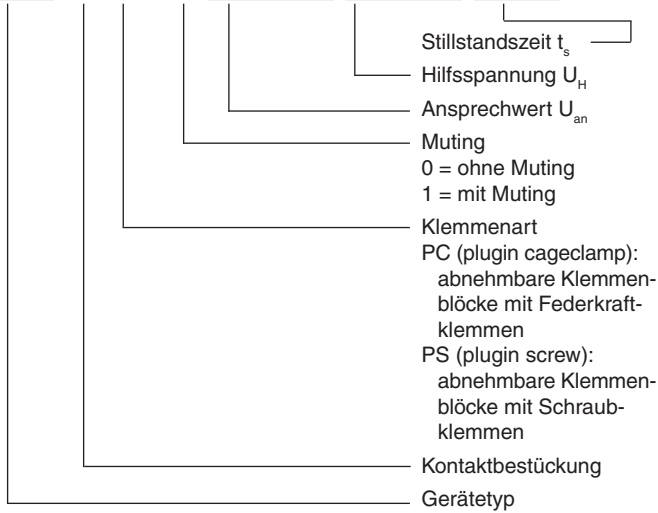 Stillstandszeit tₛ
Hilfsspannung U_H
Ansprechwert U_an
Muting
0 = ohne Muting
1 = mit Muting
Klemmenart
PC (plugin cageclamp):
abnehmbare Klemmen-
blöcke mit Federkraft-
klemmen
PS (plugin screw):
abnehmbare Klemmen-
blöcke mit Schraub-
klemmen
Kontaktbestückung
Gerätetyp